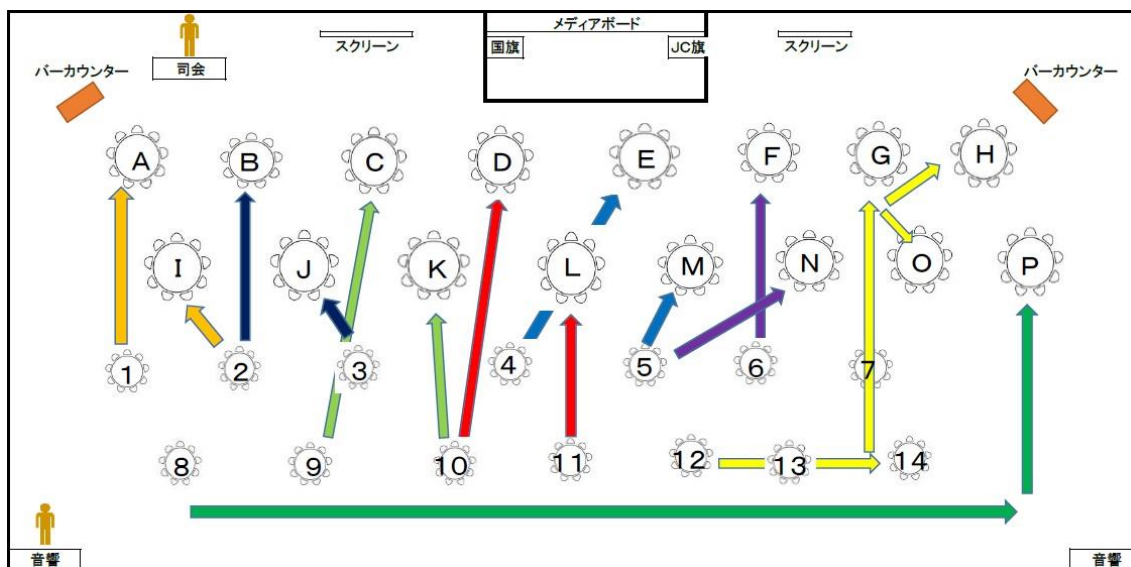 メディアボード
スクリーン
国旗
JC旗
スクリーン
司会
バーカウンター
バーカウンター
A
B
C
D
E
F
G
H
I
J
K
L
M
N
O
P
1
2
3
4
5
6
7
8
9
10
11
12
13
14
音響
音響